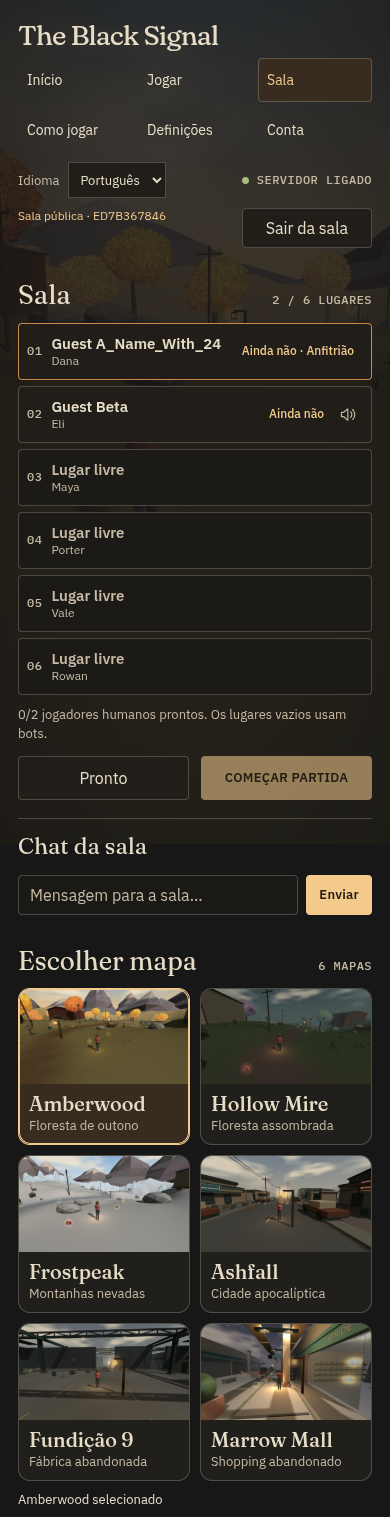 The Black Signal
Início
Jogar
Sala
Como jogar
Definições
Conta
Idioma
Português
SERVIDOR LIGADO
Sala pública · ED7B367846
Sair da sala
Sala
2 / 6 LUGARES
01
Guest A_Name_With_24
Dana
Ainda não · Anfitrião
02
Guest Beta
Eli
Ainda não
03
Lugar livre
Maya
04
Lugar livre
Porter
05
Lugar livre
Vale
06
Lugar livre
Rowan
0/2 jogadores humanos prontos. Os lugares vazios usam
bots.
Pronto
COMEÇAR PARTIDA
Chat da sala
Mensagem para a sala...
Enviar
Escolher mapa
6 MAPAS
Amberwood
Floresta de outono
Hollow Mire
Floresta assombrada
Frostpeak
Montanhas nevadas
Ashfall
Cidade apocalíptica
Fundição 9
Fábrica abandonada
Marrow Mall
Shopping abandonado
Amberwood selecionado